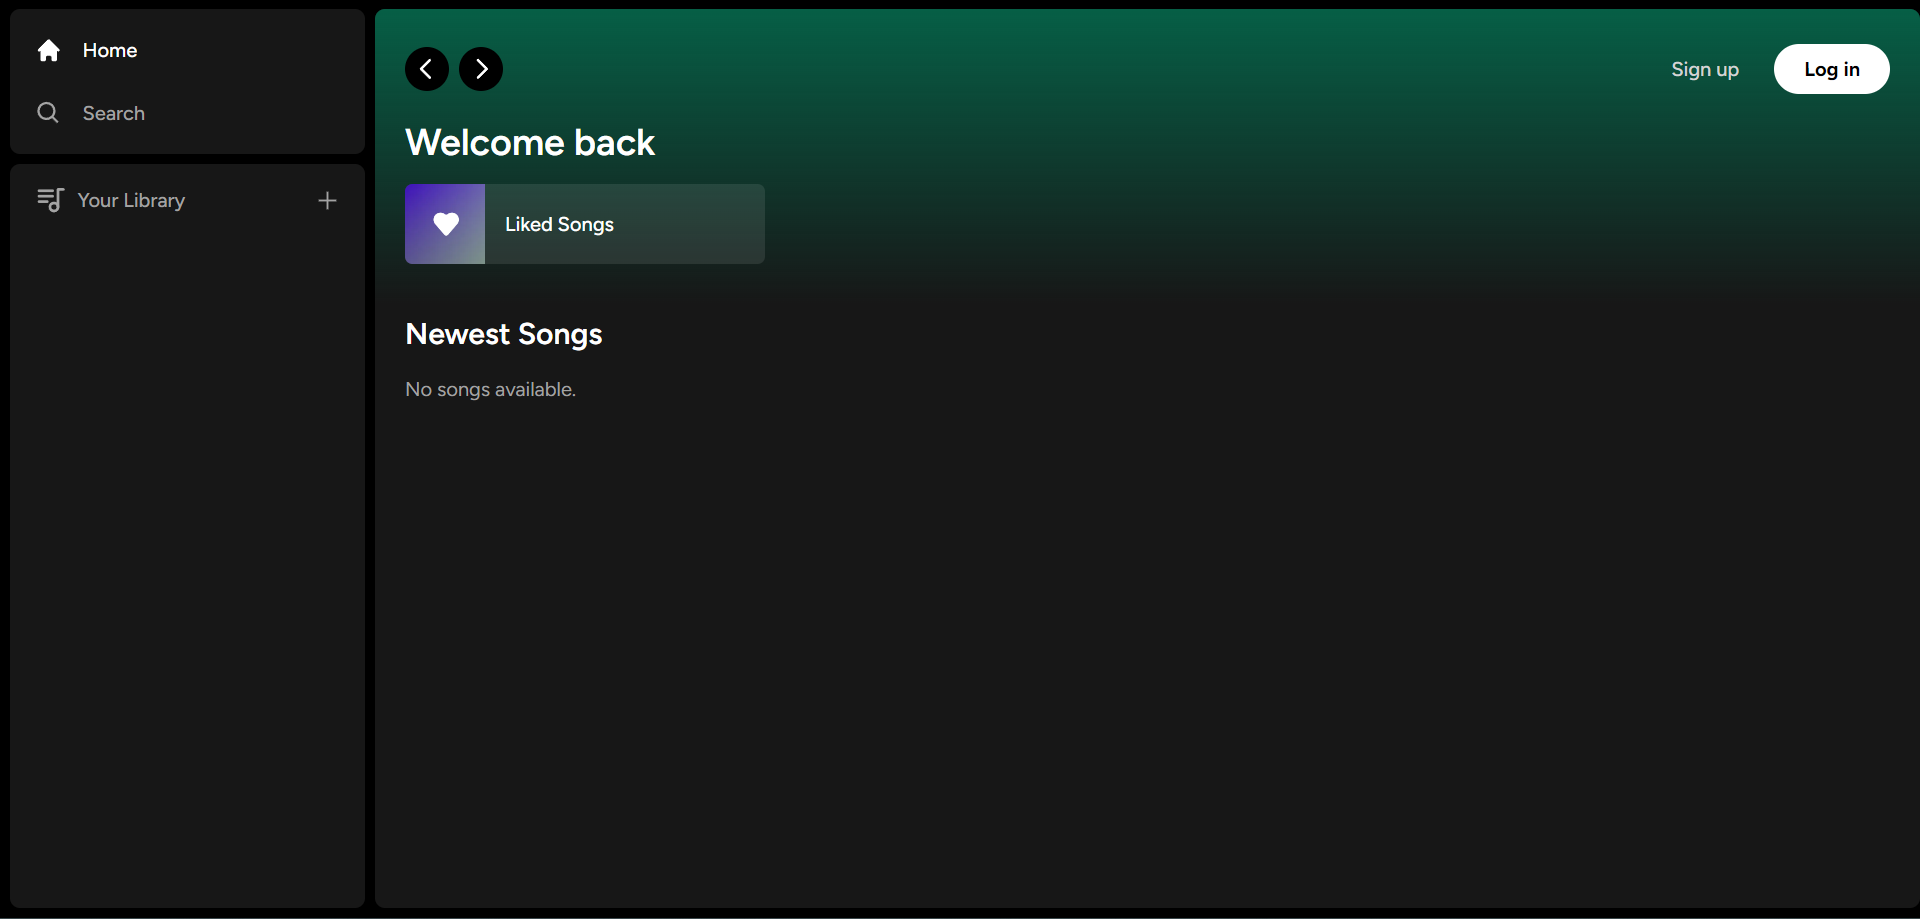 Home
Search
Your Library
Sign up
Log in
Welcome back
Liked Songs
Newest Songs
No songs available.